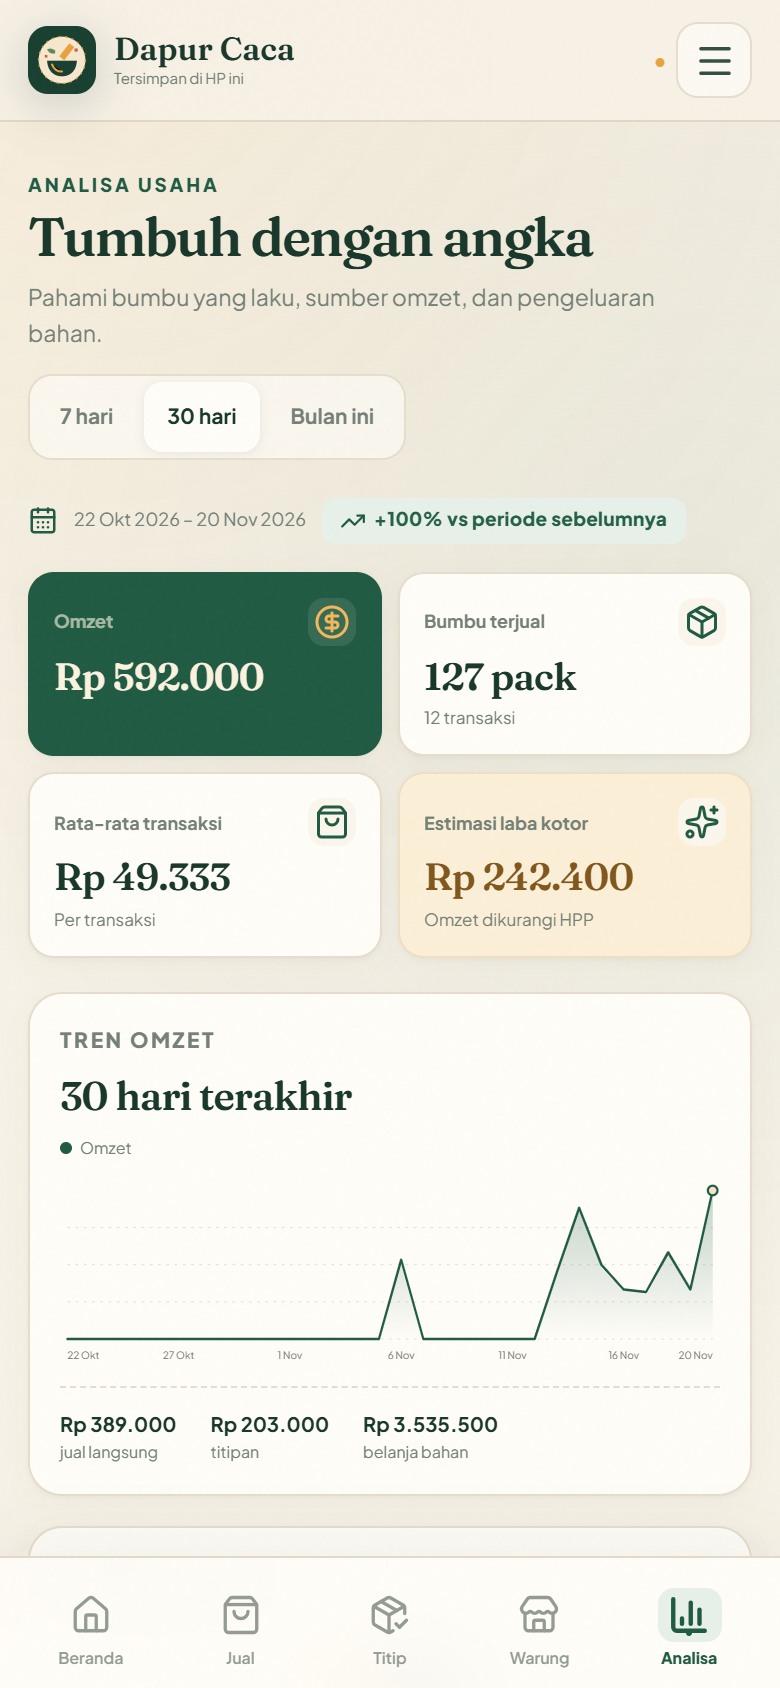 Dapur Caca
Tersimpan di HP ini
ANALISA USAHA
Tumbuh dengan angka
Pahami bumbu yang laku, sumber omzet, dan pengeluaran
bahan.
7 hari
30 hari
Bulan ini
22 Okt 2026 – 20 Nov 2026
+100% vs periode sebelumnya
Omzet
Rp 592.000
Bumbu terjual
127 pack
12 transaksi
Rata-rata transaksi
Rp 49.333
Per transaksi
Estimasi laba kotor
Rp 242.400
Omzet dikurangi HPP
TREN OMZET
30 hari terakhir
Omzet
22 Okt
27 Okt
1 Nov
6 Nov
11 Nov
16 Nov
20 Nov
Rp 389.000
jual langsung
Rp 203.000
titipan
Rp 3.535.500
belanja bahan
Beranda
Jual
Titip
Warung
Analisa